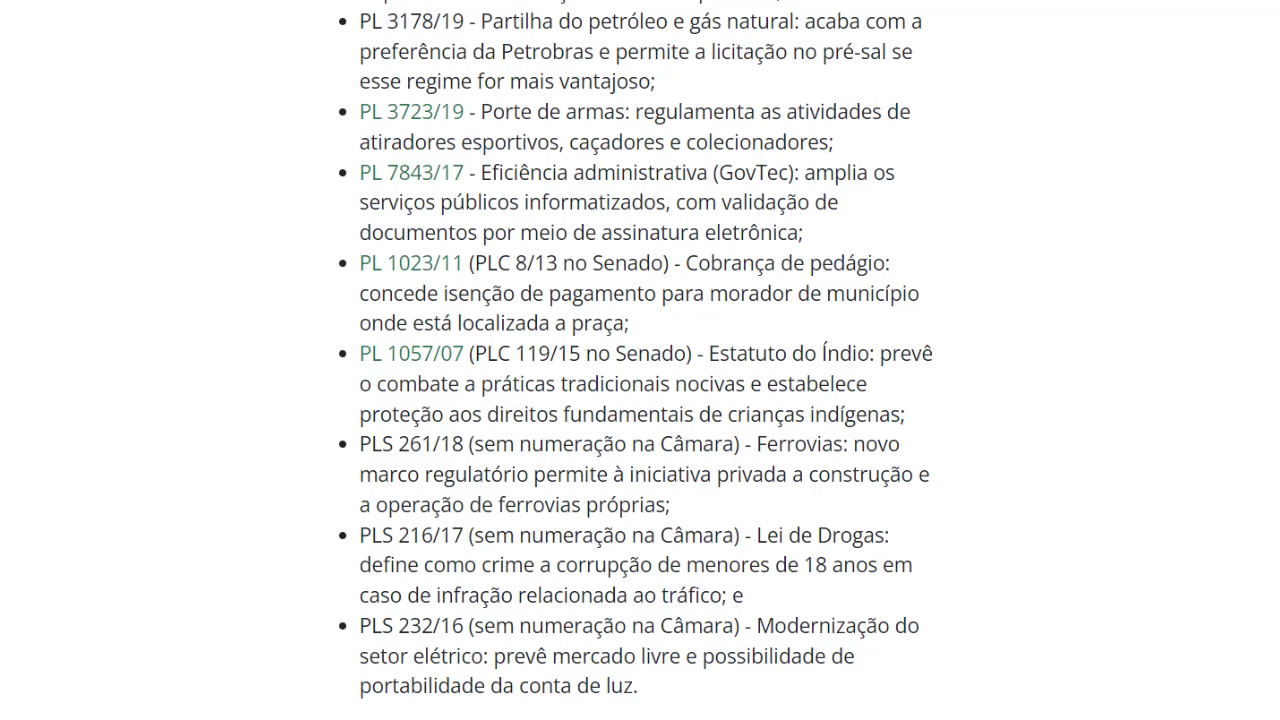 PL 3178/19 - Partilha do petróleo e gás natural: acaba com a
preferência da Petrobras e permite a licitação no pré-sal se
esse regime for mais vantajoso;
PL 3723/19 - Porte de armas: regulamenta as atividades de
atiradores esportivos, caçadores e colecionadores;
PL 7843/17 - Eficiência administrativa (GovTec): amplia os
serviços públicos informatizados, com validação de
documentos por meio de assinatura eletrônica;
PL 1023/11 (PLC 8/13 no Senado) - Cobrança de pedágio:
concede isenção de pagamento para morador de município
onde está localizada a praça;
PL 1057/07 (PLC 119/15 no Senado) - Estatuto do Índio: prevê
o combate a práticas tradicionais nocivas e estabelece
proteção aos direitos fundamentais de crianças indígenas;
PLS 261/18 (sem numeração na Câmara) - Ferrovias: novo
marco regulatório permite à iniciativa privada a construção e
a operação de ferrovias próprias;
PLS 216/17 (sem numeração na Câmara) - Lei de Drogas:
define como crime a corrupção de menores de 18 anos em
caso de infração relacionada ao tráfico; e
PLS 232/16 (sem numeração na Câmara) - Modernização do
setor elétrico: prevê mercado livre e possibilidade de
portabilidade da conta de luz.